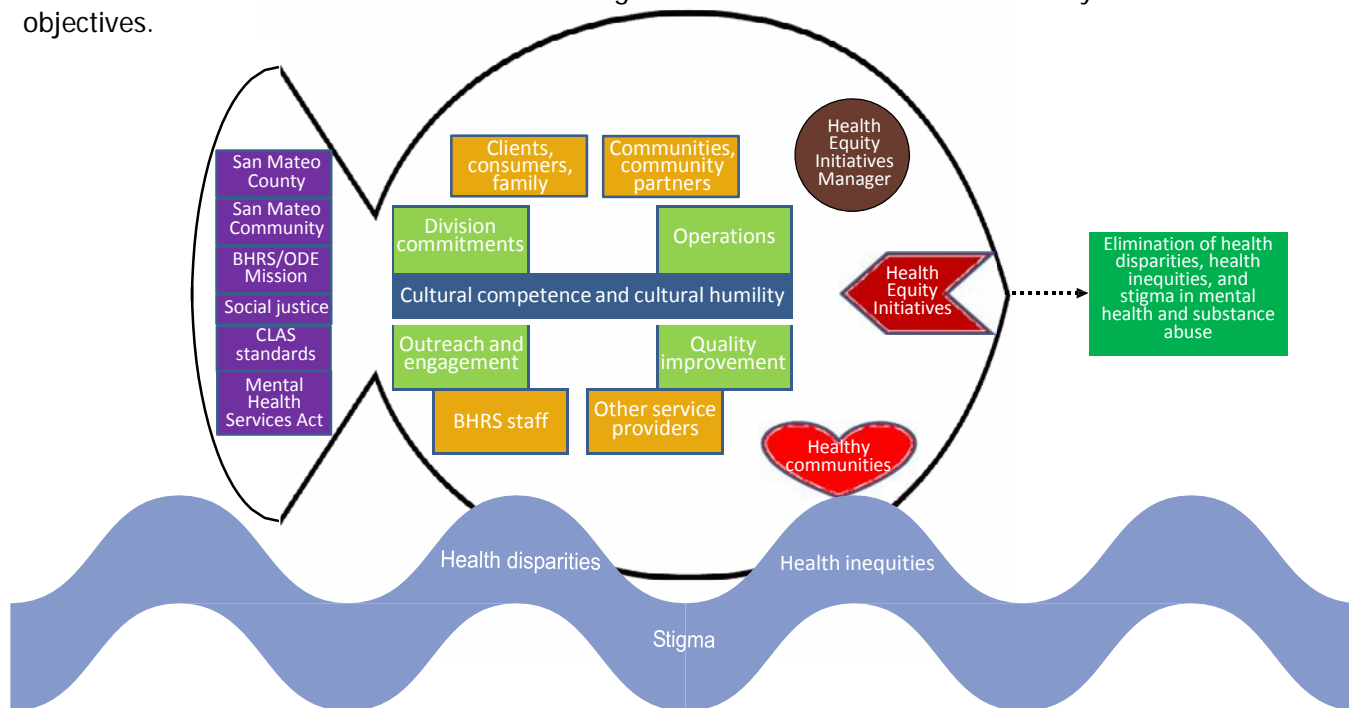 objectives.
San Mateo
County
San Mateo
Community
BHRS/ODE
Mission
Social justice
CLAS
standards
Mental
Health
Services Act
Clients,
consumers,
family
Communities,
community
partners
Division
commitments
Operations
Cultural competence and cultural humility
Outreach and
engagement
Quality
improvement
BHRS staff
Other service
providers
Health
Equity
Initiatives
Manager
Health
Equity
Initiatives
Healthy
communities
Elimination of health
disparities, health
inequities, and
stigma in mental
health and substance
abuse
Health disparities
Health inequities
Stigma